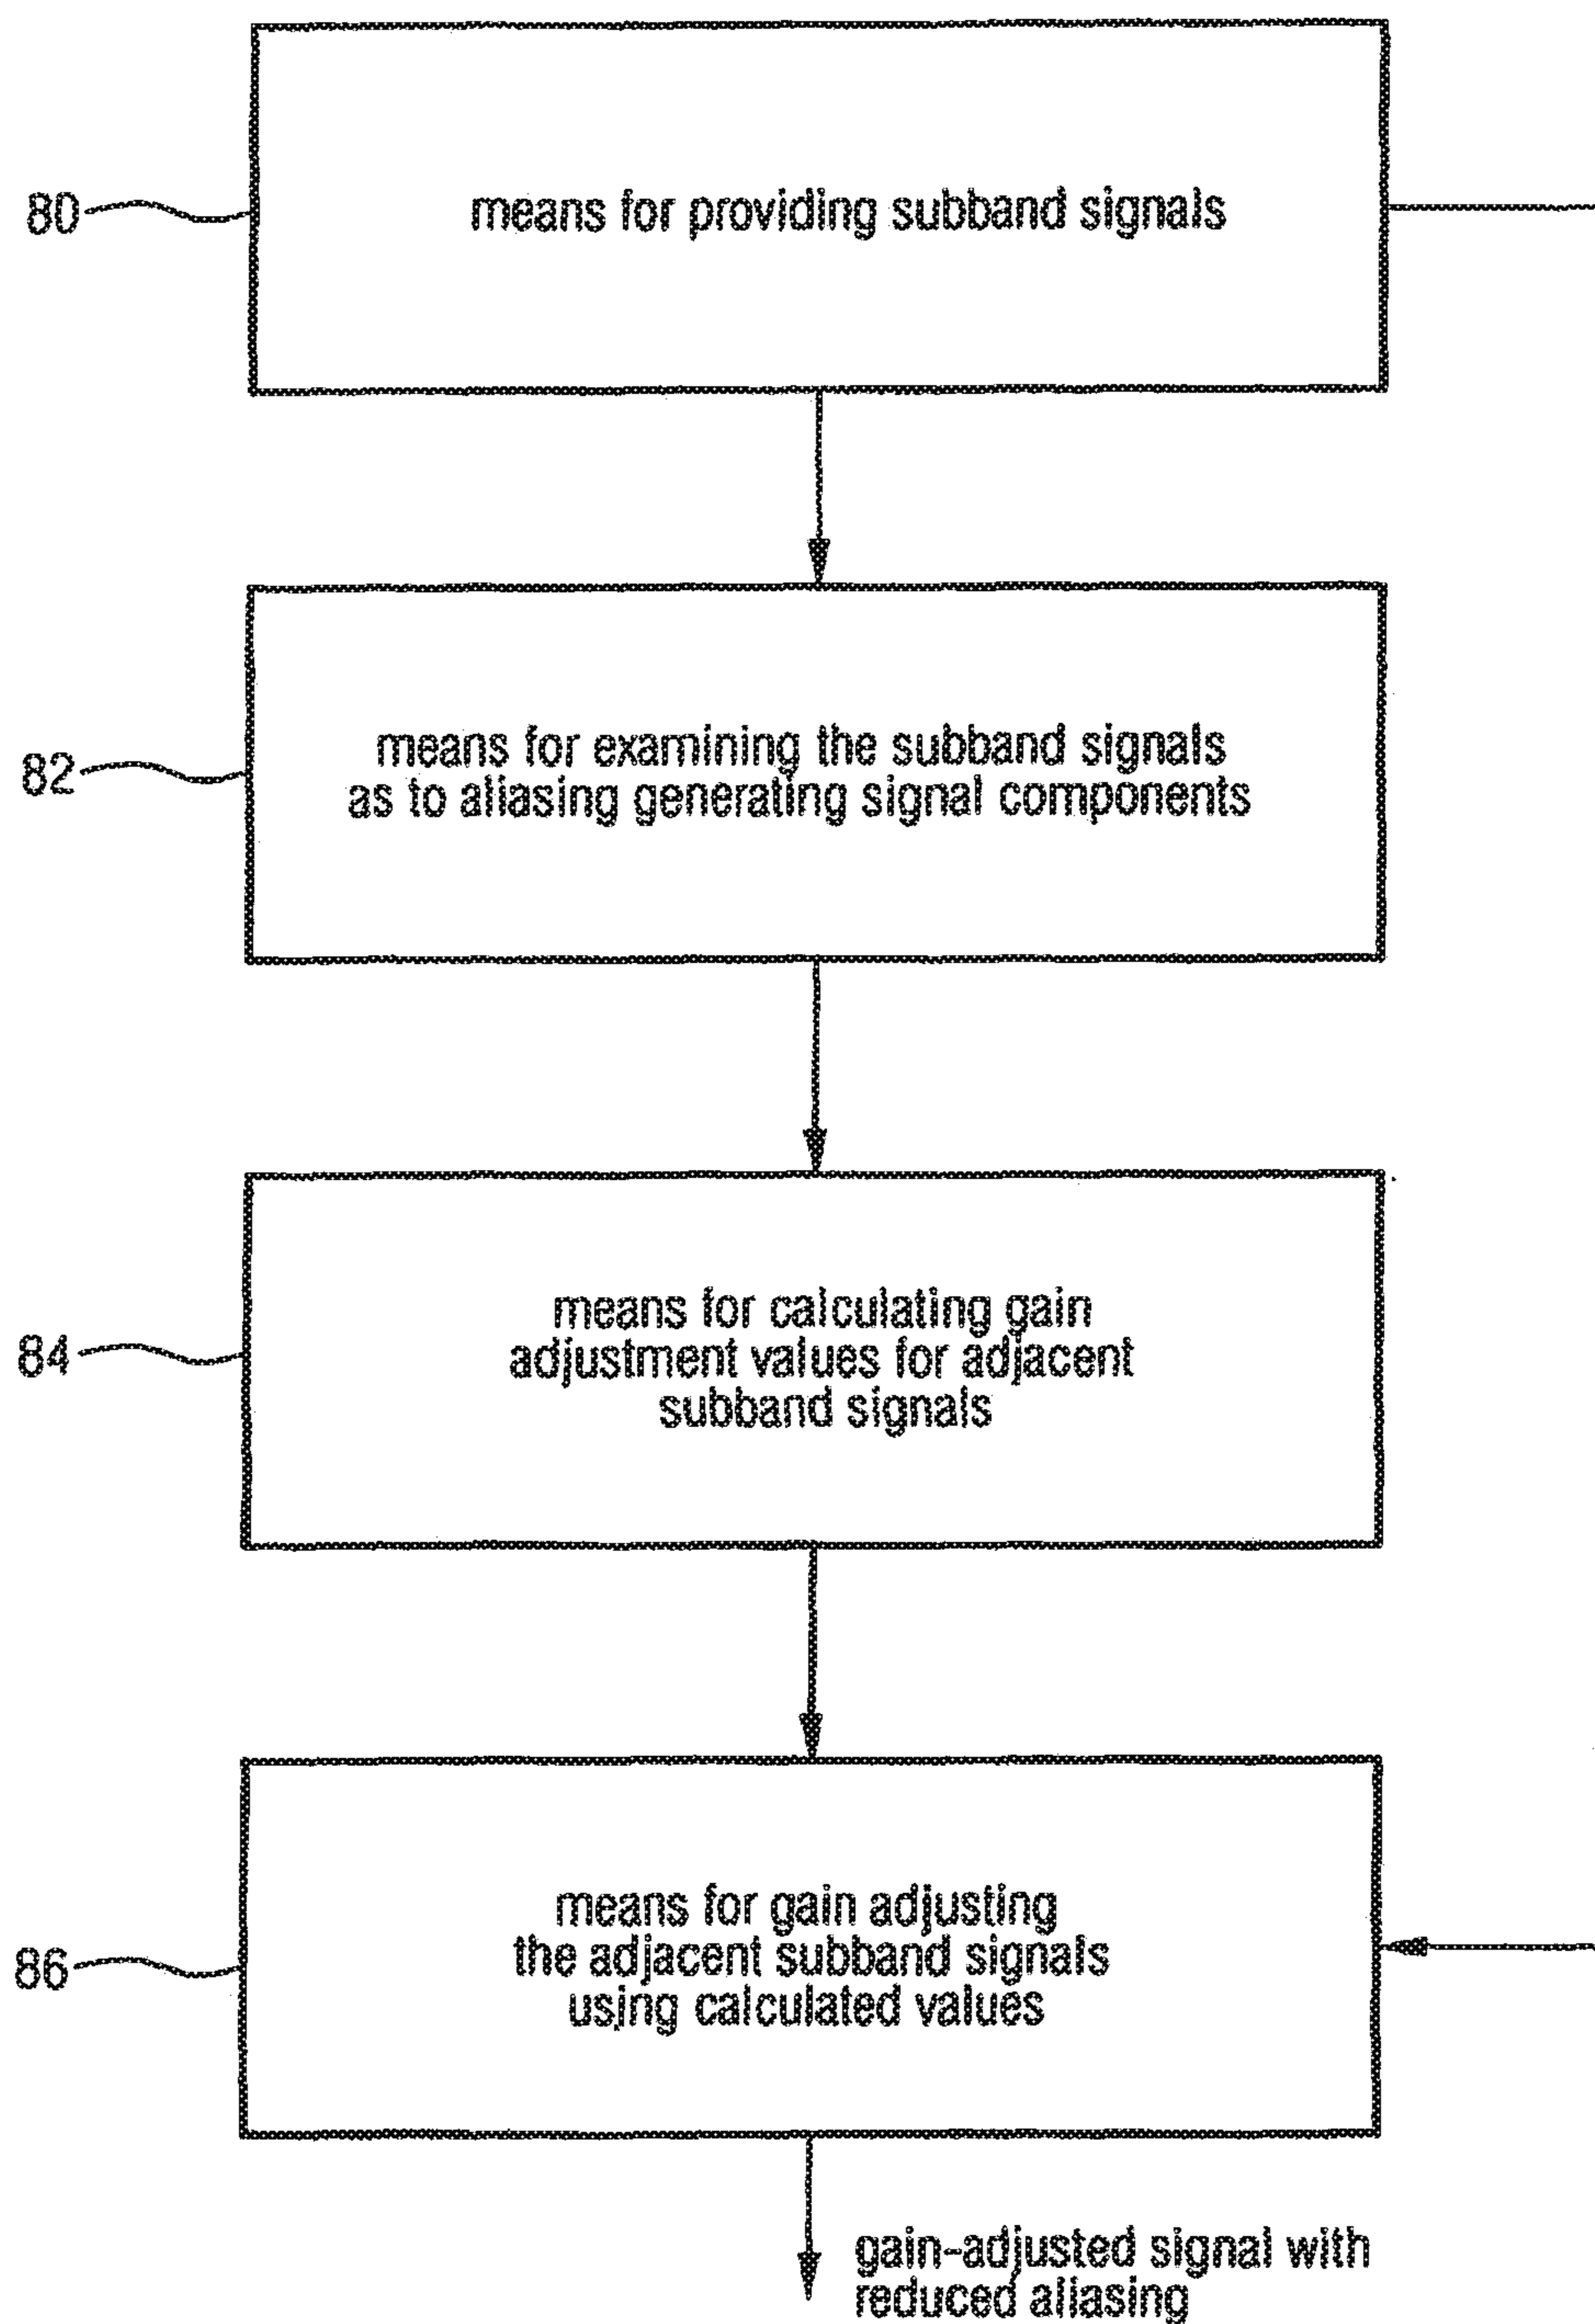 80
means for providing subband signals
82
means for examining the subband signals
as to aliasing generating signal components
84
means for calculating gain
adjustment values for adjacent
subband signals
86
means for gain adjusting
the adjacent subband signals
using calculated values
gain-adjusted signal with
reduced aliasing